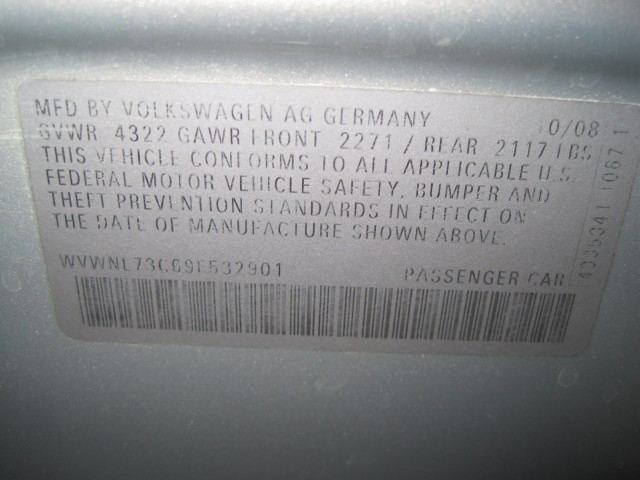 MFD BY VOLKSWAGEN AG GERMANY 10/08
GVWR 4322 GAWR FRONT 2271 / REAR 2117 LBS
THIS VEHICLE CONFORMS TO ALL APPLICABLE U.S
FEDERAL MOTOR VEHICLE SAFETY, BUMPER AND
THEFT PREVENTION STANDARDS IN EFFECT ON
THE DATE OF MANUFACTURE SHOWN ABOVE.
WVWNL73C69E532901 PASSENGER CAR